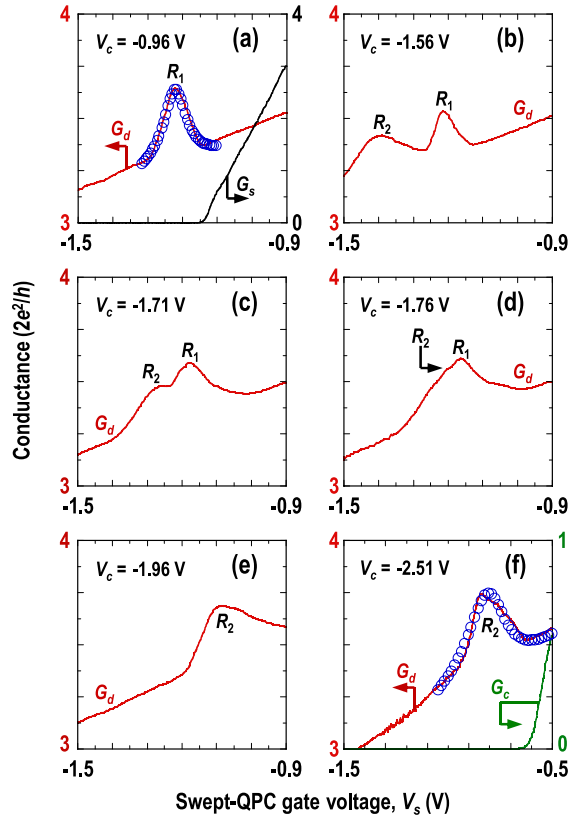 4
4
V_c = -0.96 V
(a)
R_1
G_d
G_s
3
0
-1.5
-0.9
4
V_c = -1.56 V
(b)
R_2
R_1
G_d
3
-1.5
-0.9
Conductance (2e²/h)
4
V_c = -1.71 V
(c)
R_2
R_1
G_d
3
-1.5
-0.9
4
V_c = -1.76 V
(d)
R_2
R_1
G_d
3
-1.5
-0.9
4
V_c = -1.96 V
(e)
R_2
G_d
3
-1.5
-0.9
4
1
V_c = -2.51 V
(f)
R_2
G_d
G_c
3
0
-1.5
-0.5
Swept-QPC gate voltage, V_s (V)